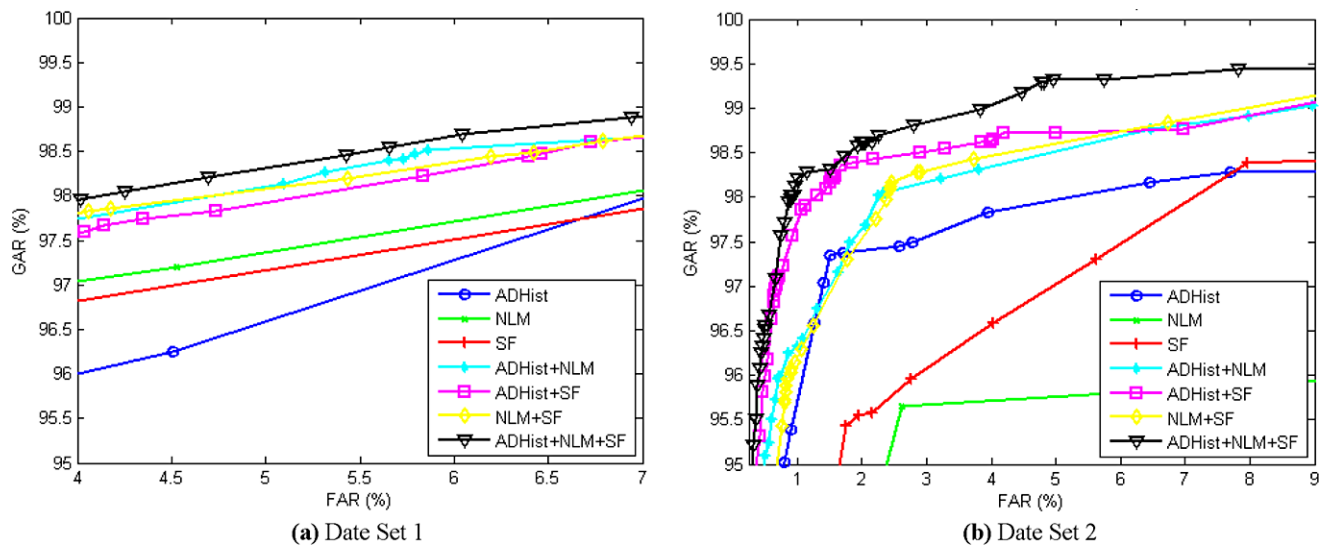 100
99.5
99
98.5
98
97.5
97
96.5
96
95.5
95
GAR (%)
4
4.5
5
5.5
6
6.5
7
FAR (%)
ADHist
NLM
SF
ADHist+NLM
ADHist+SF
NLM+SF
ADHist+NLM+SF
(a) Date Set 1
100
99.5
99
98.5
98
97.5
97
96.5
96
95.5
95
GAR (%)
1
2
3
4
5
6
7
8
9
FAR (%)
ADHist
NLM
SF
ADHist+NLM
ADHist+SF
NLM+SF
ADHist+NLM+SF
(b) Date Set 2